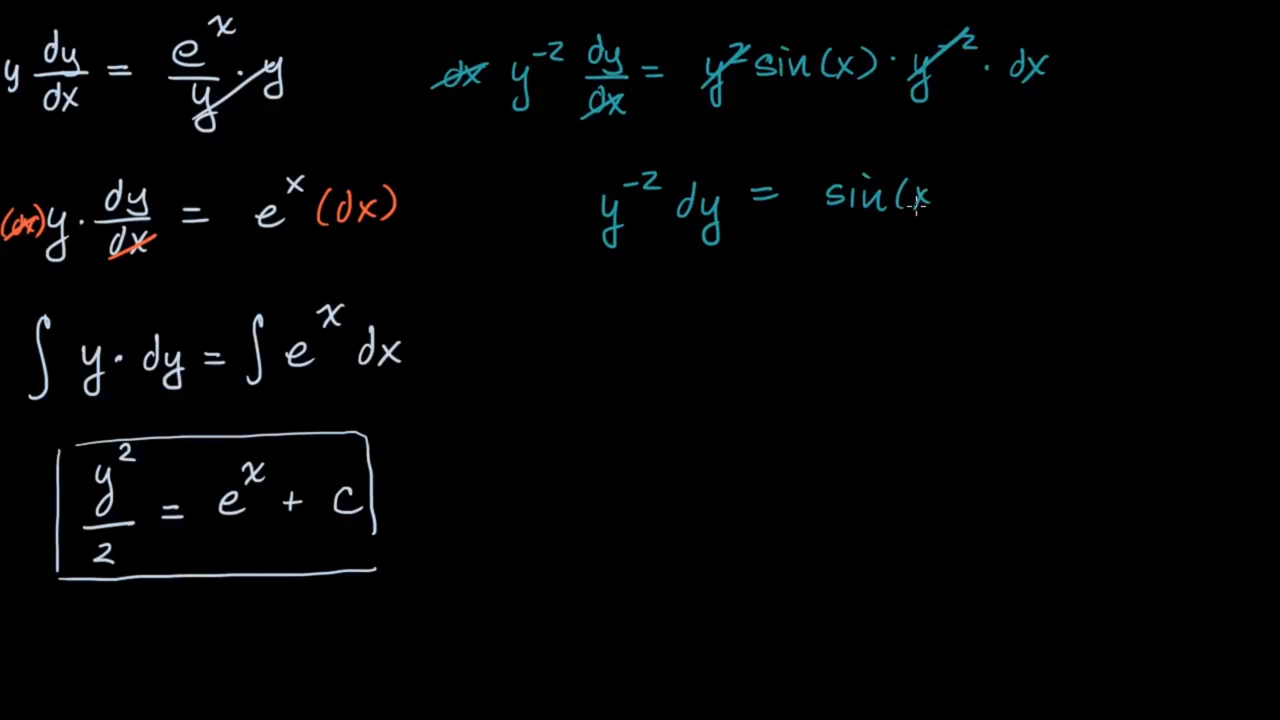 y dy/dx = e^x/y · y
(dx) y · dy/dx = e^x (dx)
∫ y · dy = ∫ e^x dx
y^2/2 = e^x + c
dx y^-2 dy/dx = y^2 sin(x) · y^-2 · dx
y^-2 dy = sin(x